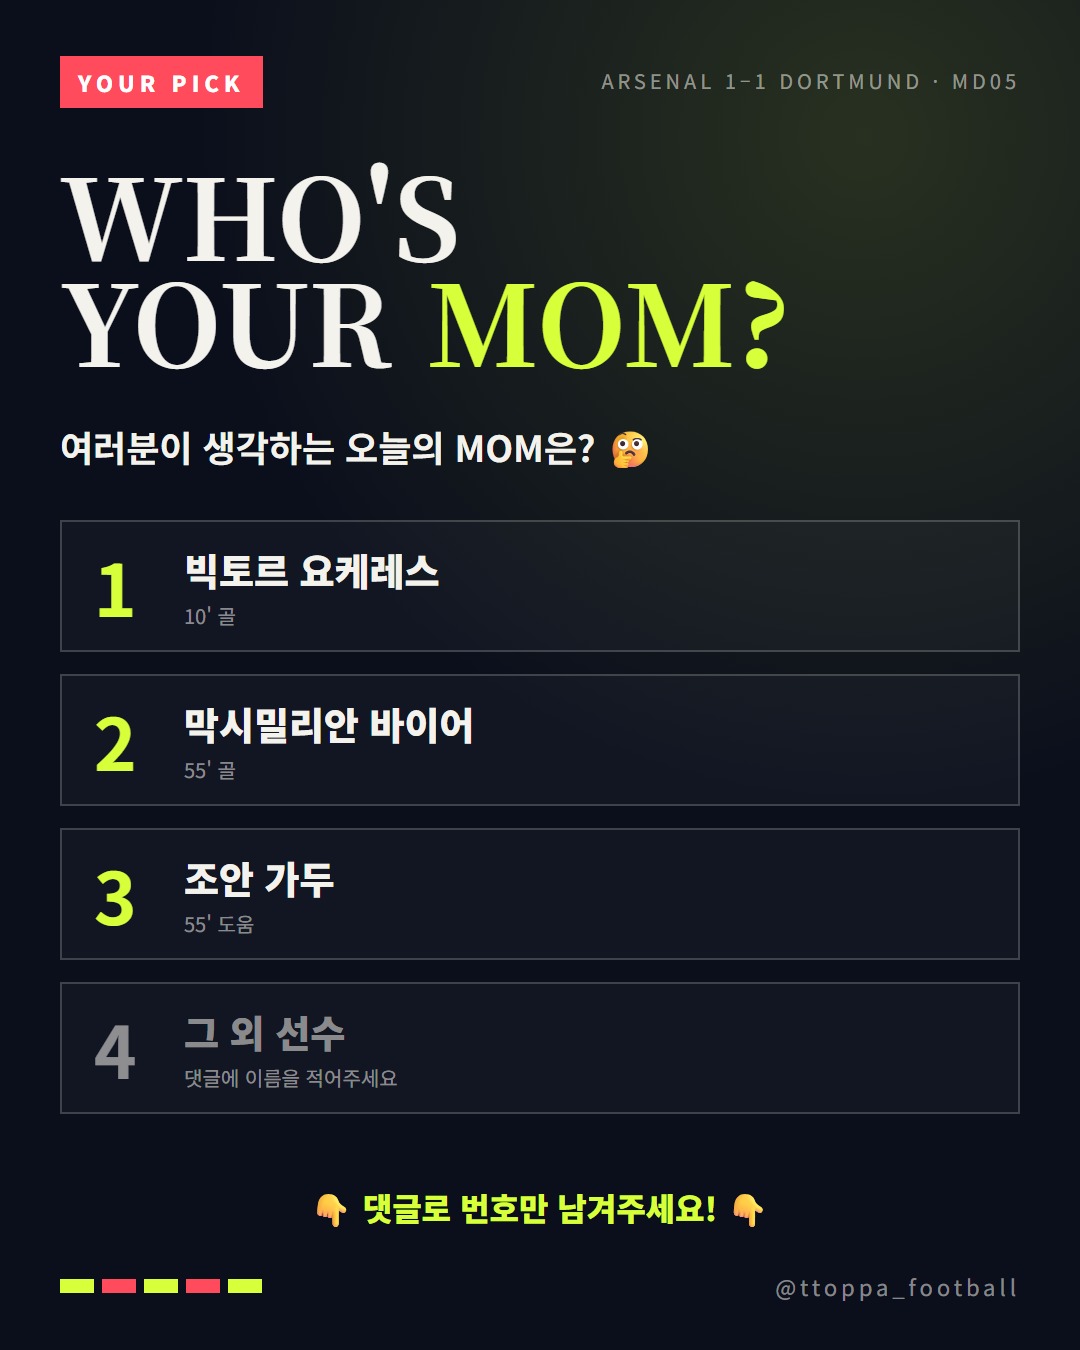 YOUR PICK
ARSENAL 1–1 DORTMUND · MD05
WHO'S
YOUR MOM?
여러분이 생각하는 오늘의 MOM은? 🤔
1
빅토르 요케레스
10' 골
2
막시밀리안 바이어
55' 골
3
조안 가두
55' 도움
4
그 외 선수
댓글에 이름을 적어주세요
👇 댓글로 번호만 남겨주세요! 👇
@ttoppa_football